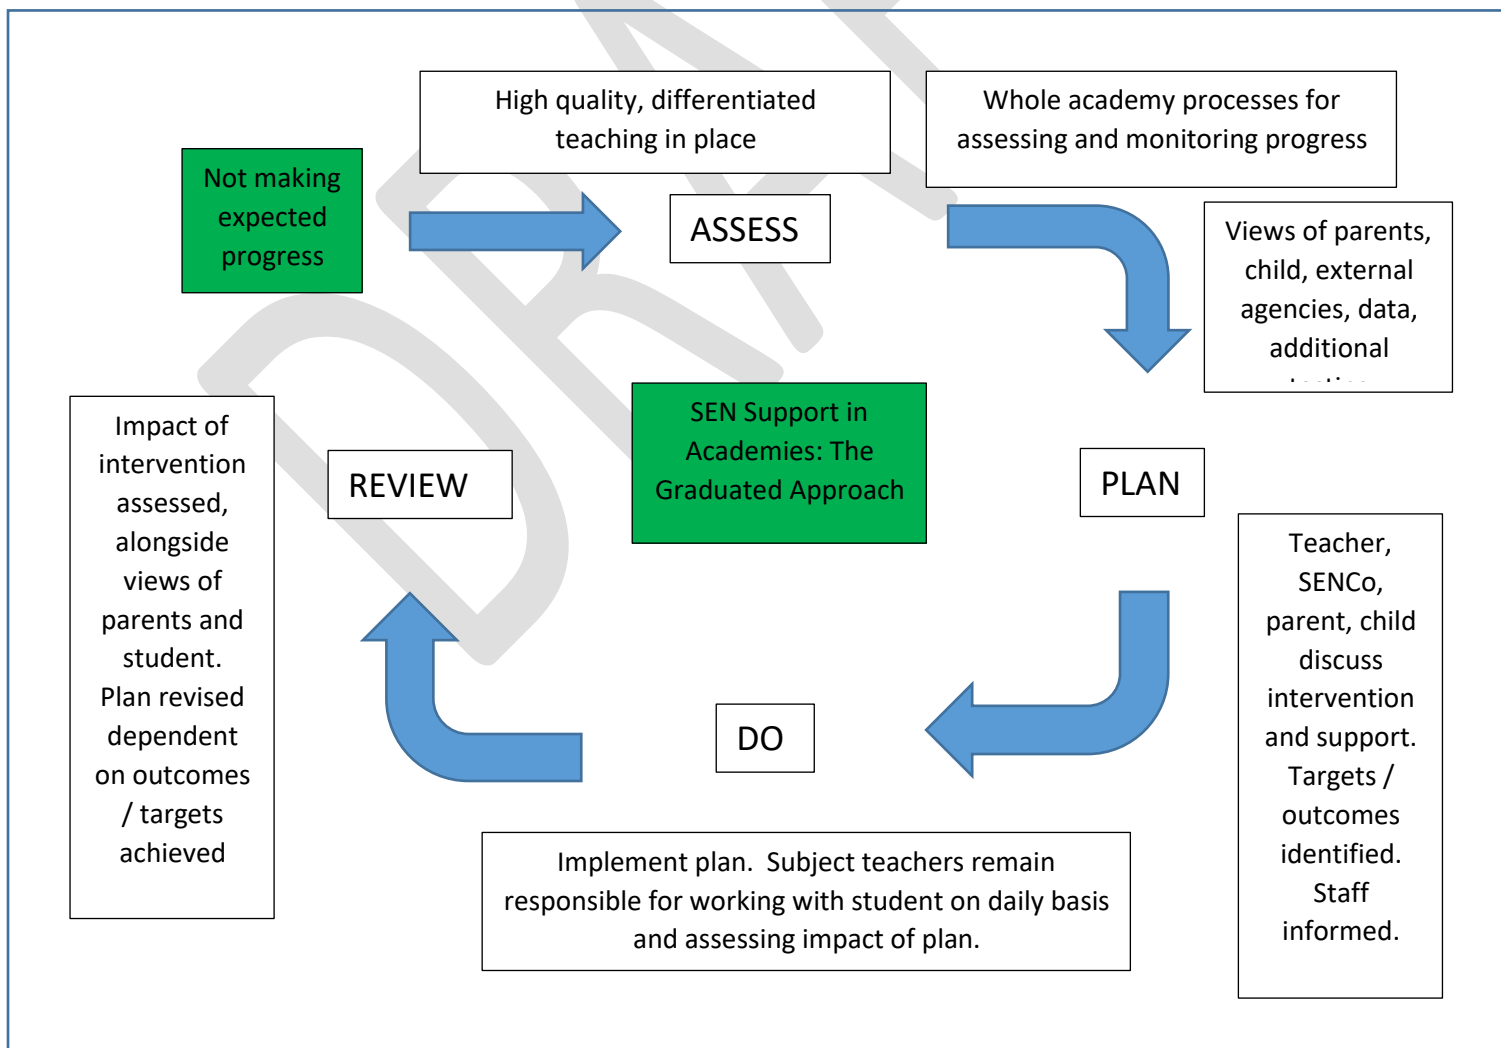 High quality, differentiated
teaching in place
Whole academy processes for
assessing and monitoring progress
Not making
expected
progress
ASSESS
Views of parents,
child, external
agencies, data,
additional
SEN Support in
Academies: The
Graduated Approach
PLAN
REVIEW
Impact of
intervention
assessed,
alongside
views of
parents and
student.
Plan revised
dependent
on outcomes
/ targets
achieved
Teacher,
SENCo,
parent, child
discuss
intervention
and support.
Targets /
outcomes
identified.
Staff
informed.
DO
Implement plan.  Subject teachers remain
responsible for working with student on daily basis
and assessing impact of plan.